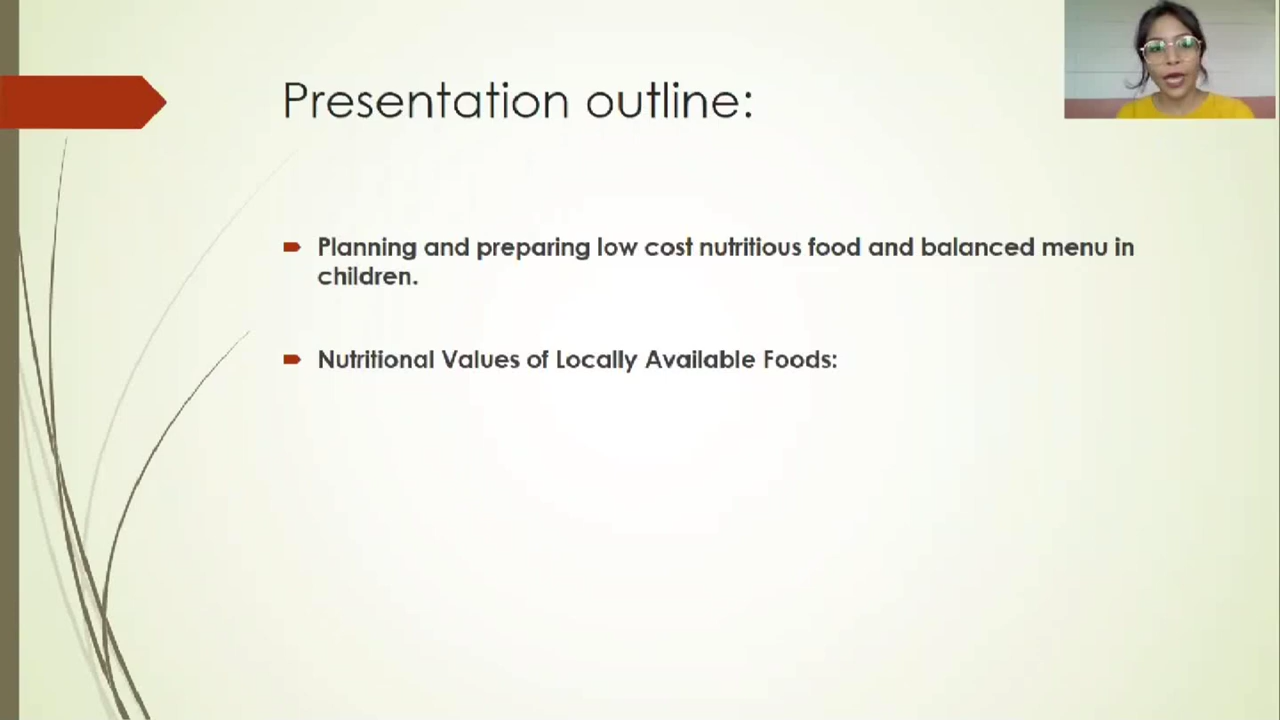 Presentation outline:
Planning and preparing low cost nutritious food and balanced menu in
children.
Nutritional Values of Locally Available Foods: